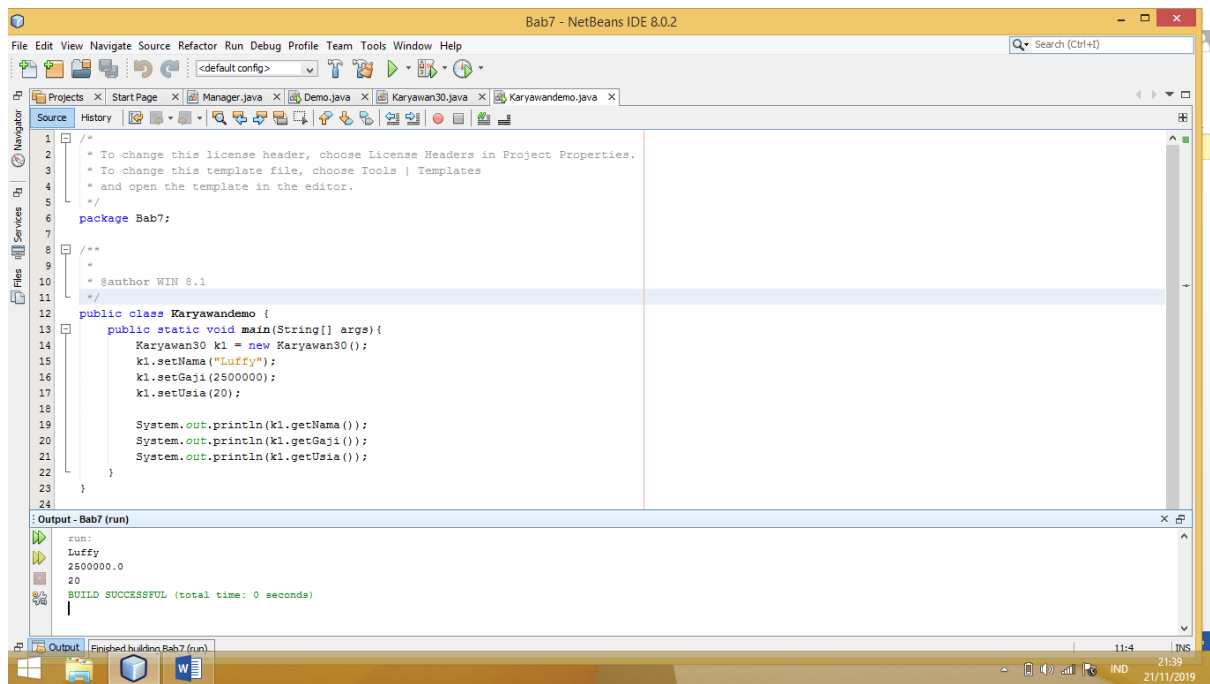 Bab7 - NetBeans IDE 8.0.2
File Edit View Navigate Source Refactor Run Debug Profile Team Tools Window Help
Search (Ctrl+I)
<default config>
Projects Start Page Manager.java Demo.java Karyawan30.java Karyawandemo.java
Source History
Navigator
Services
Files
1 /*
2 * To change this license header, choose License Headers in Project Properties.
3 * To change this template file, choose Tools | Templates
4 * and open the template in the editor.
5 */
6 package Bab7;
7
8 /**
9 *
10 * @author WIN 8.1
11 */
12 public class Karyawandemo {
13 public static void main(String[] args){
14 Karyawan30 k1 = new Karyawan30();
15 k1.setNama("Luffy");
16 k1.setGaji(2500000);
17 k1.setUsia(20);
18
19 System.out.println(k1.getNama());
20 System.out.println(k1.getGaji());
21 System.out.println(k1.getUsia());
22 }
23 }
24
Output - Bab7 (run)
run:
Luffy
2500000.0
20
BUILD SUCCESSFUL (total time: 0 seconds)
Output Finished building Bab7 (run).
11:4 INS
IND 21:39
21/11/2019